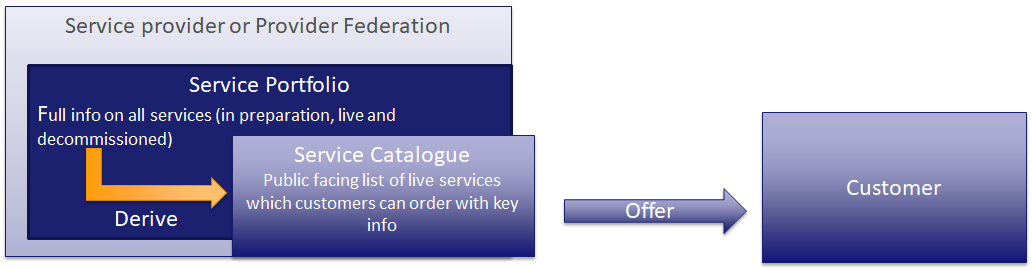 Service provider or Provider Federation
Service Portfolio
Full info on all services (in preparation, live and
decommissioned)
Derive
Service Catalogue
Public facing list of live services
which customers can order with key
info
Offer
Customer